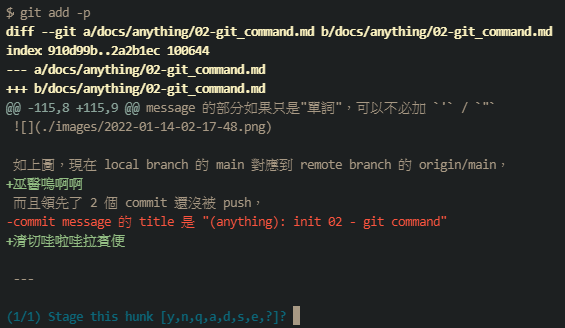 $ git add -p
diff --git a/docs/anything/02-git_command.md b/docs/anything/02-git_command.md
index 910d99b..2a2b1ec 100644
--- a/docs/anything/02-git_command.md
+++ b/docs/anything/02-git_command.md
@@ -115,8 +115,9 @@ message 的部分如果只是"單詞"，可以不必加 `'` / `"`
 ![](./images/2022-01-14-02-17-48.png)
 如上圖，現在 local branch 的 main 對應到 remote branch 的 origin/main，
+巫醫嗚啊啊
 而且領先了 2 個 commit 還沒被 push，
-commit message 的 title 是 "(anything): init 02 - git command"
+清切哇啦哇拉賓便
 ---
(1/1) Stage this hunk [y,n,q,a,d,s,e,?]?